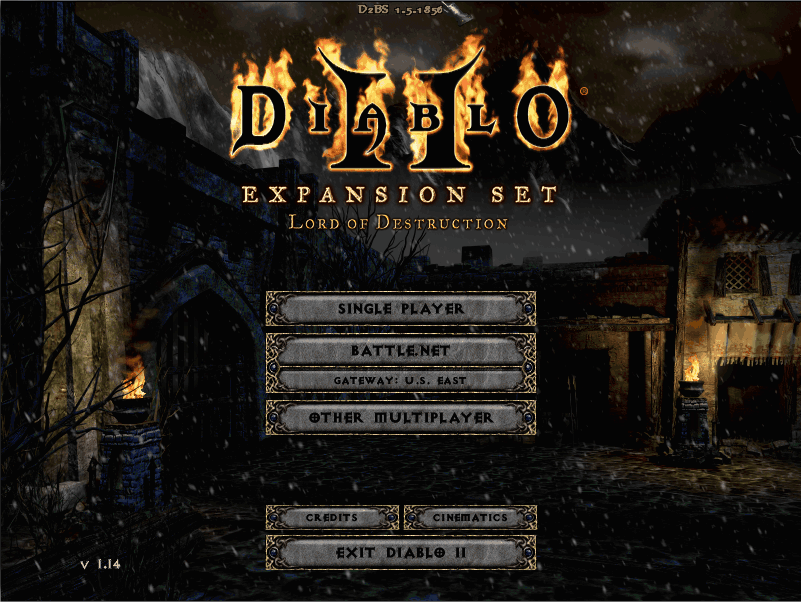 D2BS 1.5.1850
DIABLO II
EXPANSION SET
LORD OF DESTRUCTION
SINGLE PLAYER
BATTLE.NET
GATEWAY: U.S. EAST
OTHER MULTIPLAYER
CREDITS
CINEMATICS
EXIT DIABLO II
v 1.14